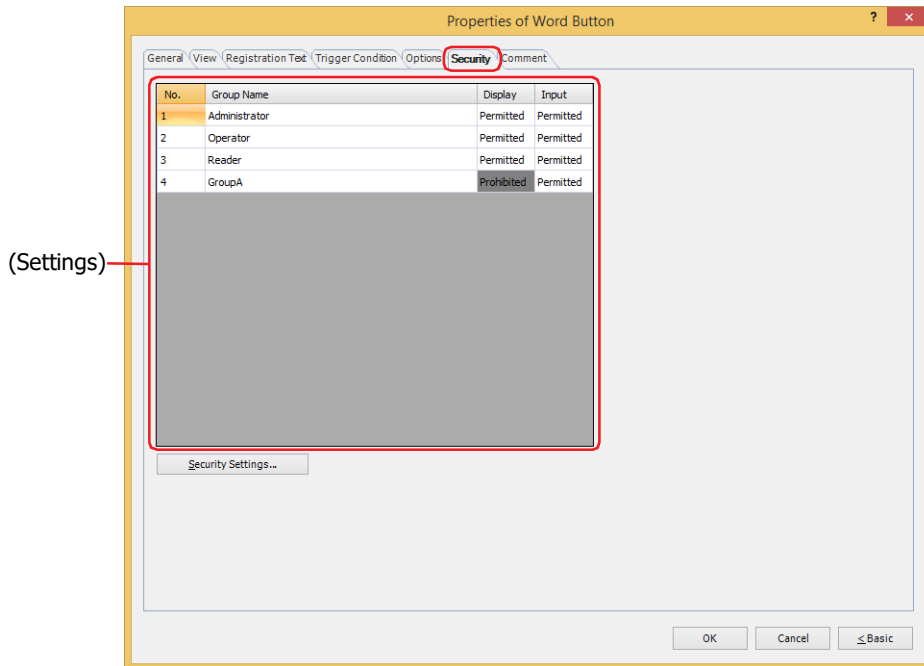 Properties of Word Button
? ×
General View Registration Text Trigger Condition Options Security Comment
No. Group Name Display Input
1 Administrator Permitted Permitted
2 Operator Permitted Permitted
3 Reader Permitted Permitted
4 GroupA Prohibited Permitted
(Settings)
Security Settings...
OK Cancel < Basic